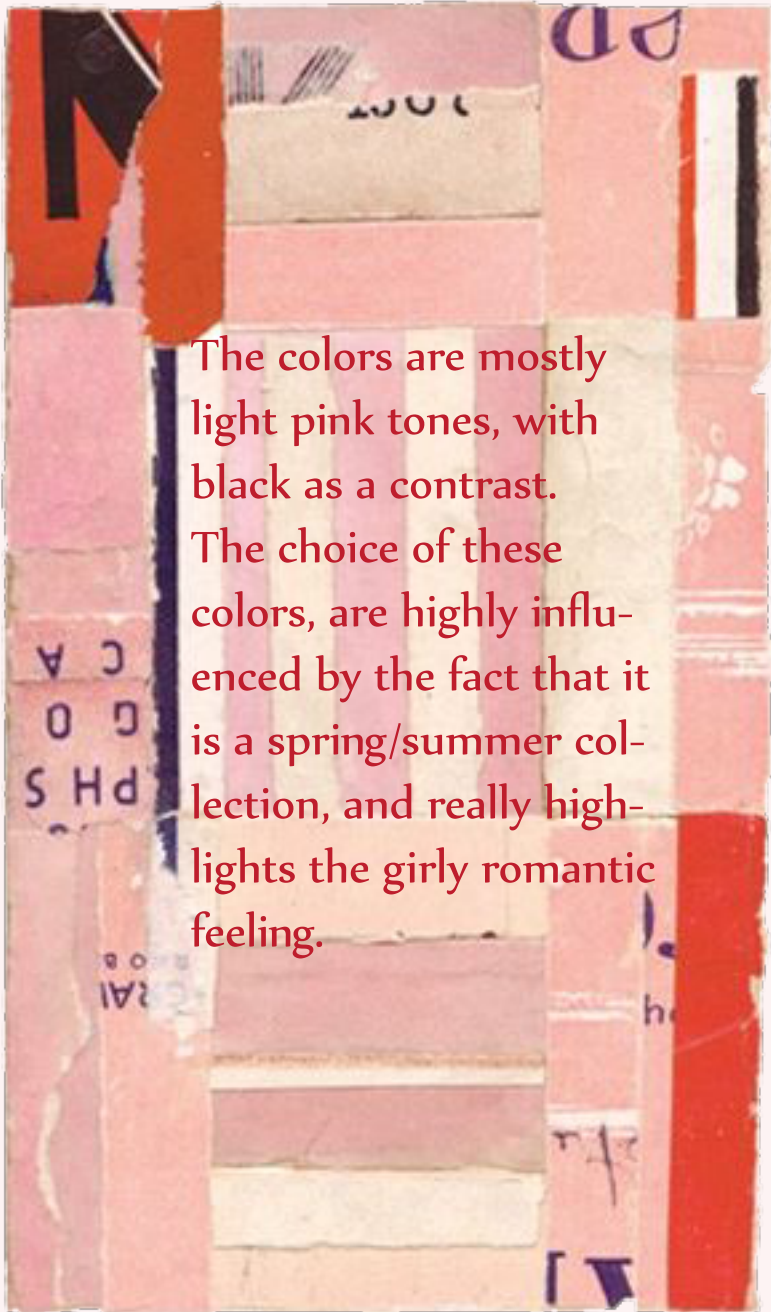 The colors are mostly
light pink tones, with
black as a contrast.
The choice of these
colors, are highly influ-
enced by the fact that it
is a spring/summer col-
lection, and really high-
lights the girly romantic
feeling.
C A
G O
PH S